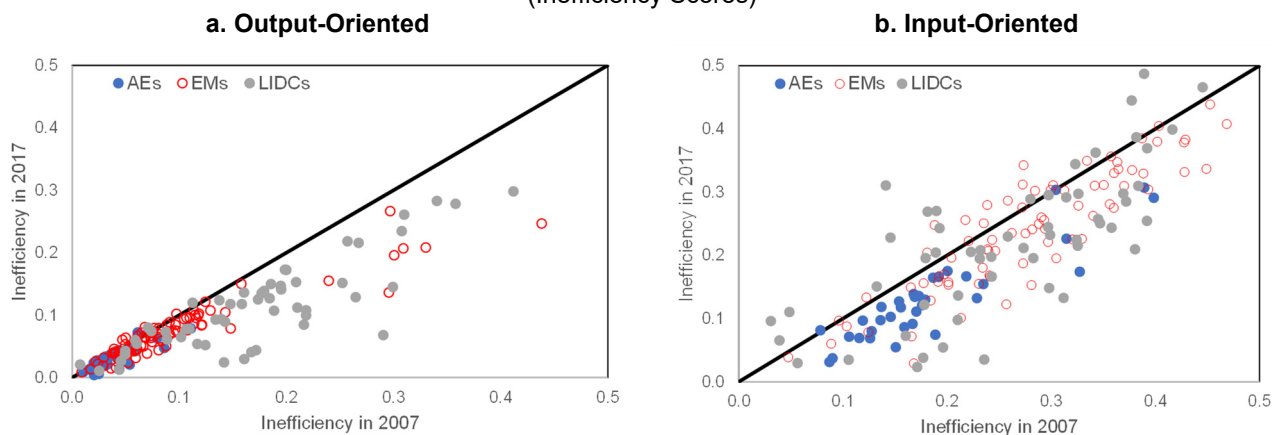 (Inefficiency Scores)
a. Output-Oriented
b. Input-Oriented
AEs EMs LIDCs
Inefficiency in 2017
0.5
0.4
0.3
0.2
0.1
0.0
0.0 0.1 0.2 0.3 0.4 0.5
Inefficiency in 2007
AEs EMs LIDCs
Inefficiency in 2017
0.5
0.4
0.3
0.2
0.1
0.0
0.0 0.1 0.2 0.3 0.4 0.5
Inefficiency in 2007